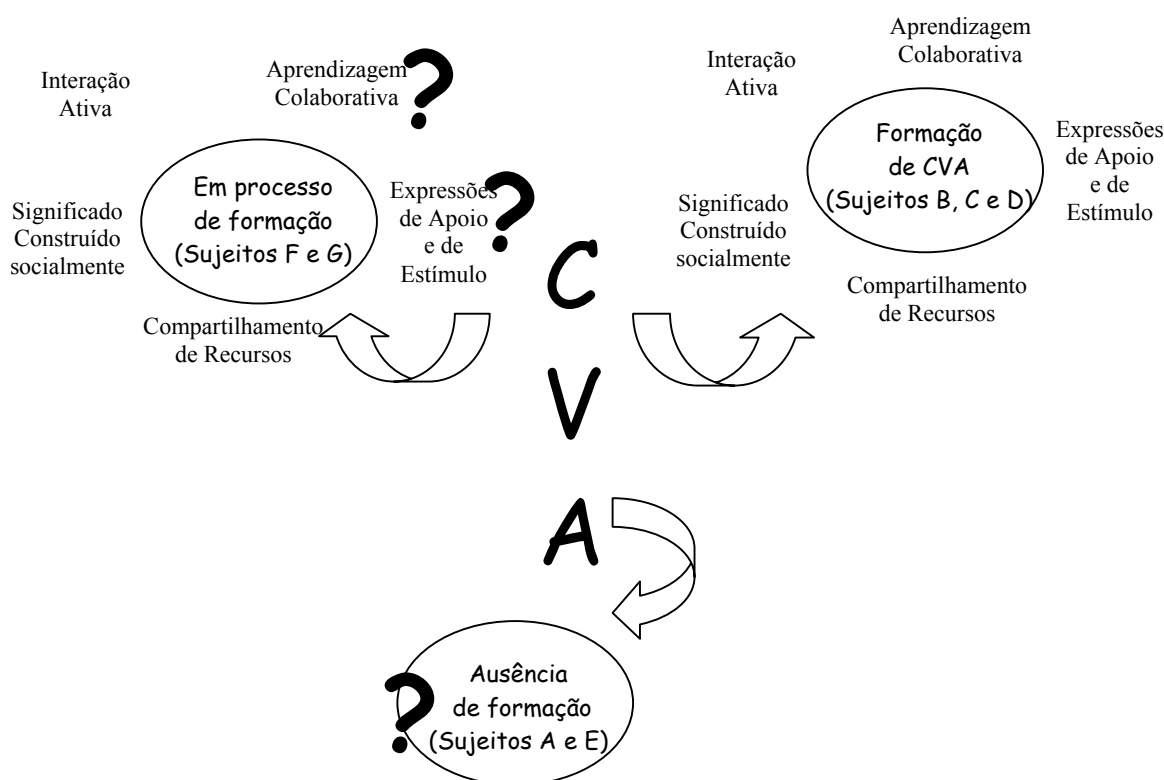 Interação
Ativa
Aprendizagem
Colaborativa
?
Em processo
de formação
(Sujeitos F e G)
Significado
Construído
socialmente
Expressões
de Apoio
e de
Estímulo
?
Compartilhamento
de Recursos
C
V
A
Interação
Ativa
Aprendizagem
Colaborativa
Formação
de CVA
(Sujeitos B, C e D)
Expressões
de Apoio
e de
Estímulo
Significado
Construído
socialmente
Compartilhamento
de Recursos
?
Ausência
de formação
(Sujeitos A e E)